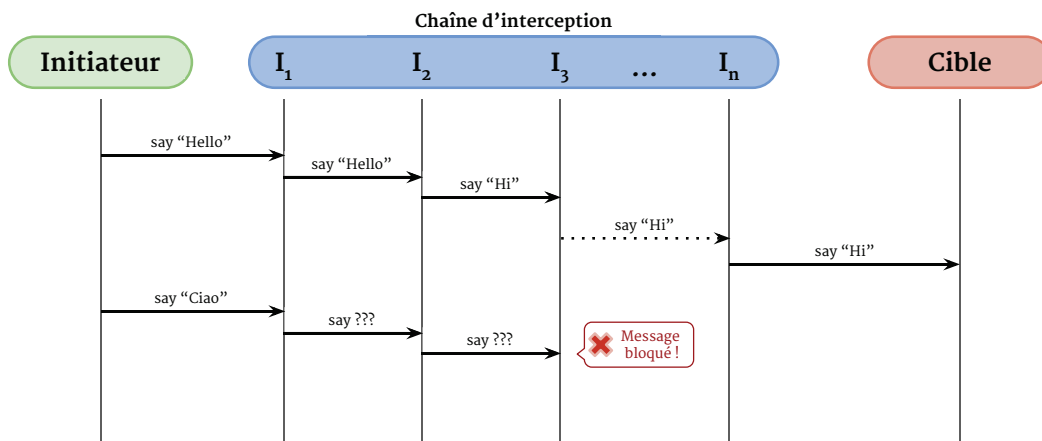 Chaîne d’interception
Initiateur
I1
I2
I3
...
In
Cible
say “Hello”
say “Hello”
say “Hi”
say “Hi”
say “Hi”
say “Ciao”
say ???
say ???
Message
bloqué !